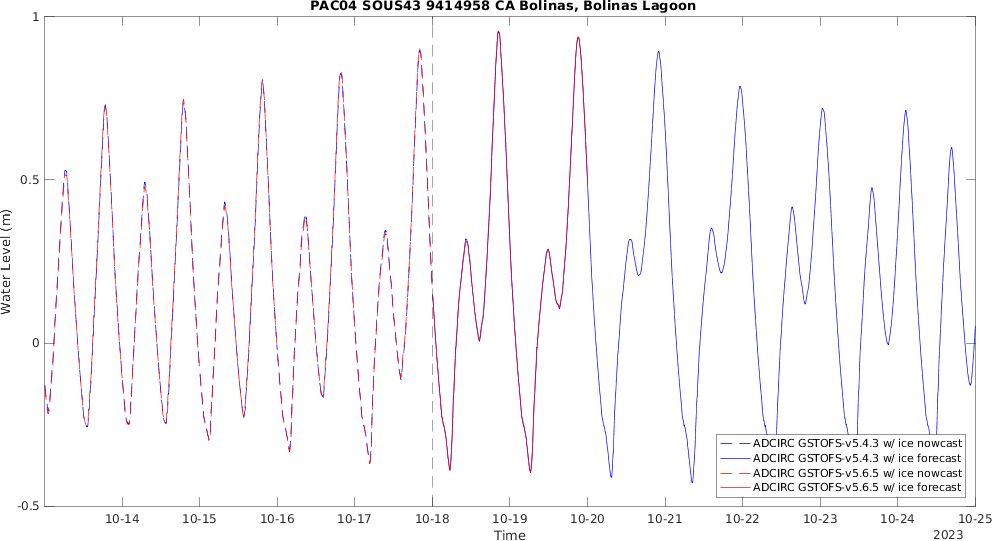 PAC04 SOUS43 9414958 CA Bolinas, Bolinas Lagoon
1
0.5
0
-0.5
Water Level (m)
ADCIRC GSTOFS-v5.4.3 w/ ice nowcast
ADCIRC GSTOFS-v5.4.3 w/ ice forecast
ADCIRC GSTOFS-v5.6.5 w/ ice nowcast
ADCIRC GSTOFS-v5.6.5 w/ ice forecast
10-14 10-15 10-16 10-17 10-18 10-19 10-20 10-21 10-22 10-23 10-24 10-25
Time
2023